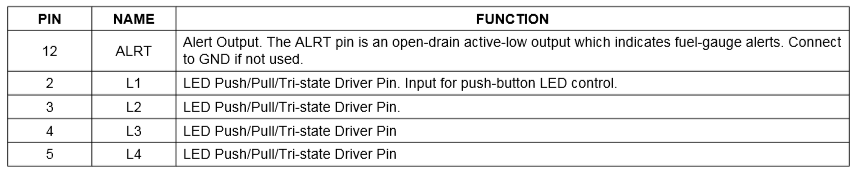 PIN NAME FUNCTION
12 ALRT Alert Output. The ALRT pin is an open-drain active-low output which indicates fuel-gauge alerts. Connect
to GND if not used.
2 L1 LED Push/Pull/Tri-state Driver Pin. Input for push-button LED control.
3 L2 LED Push/Pull/Tri-state Driver Pin.
4 L3 LED Push/Pull/Tri-state Driver Pin
5 L4 LED Push/Pull/Tri-state Driver Pin